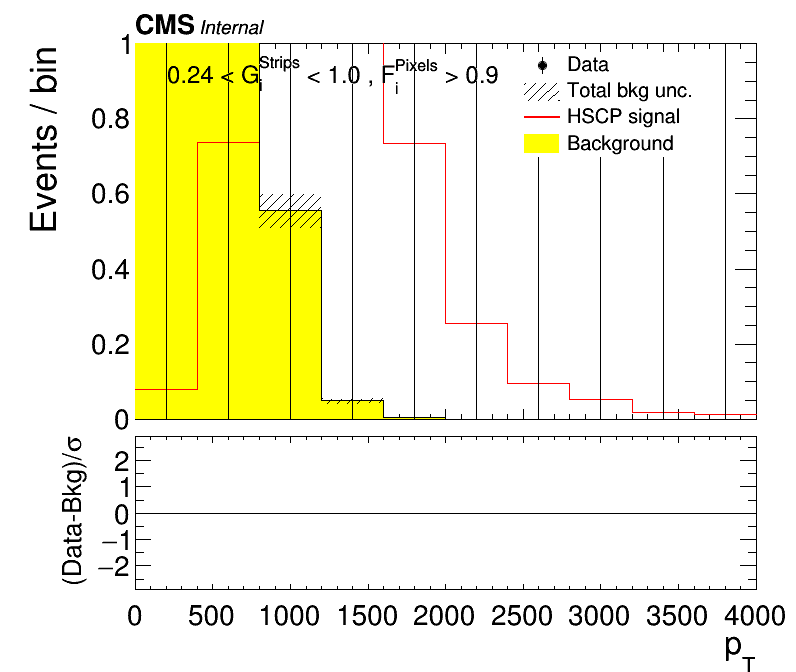 CMS Internal
0.24 < G_i^Strips < 1.0 , F_i^Pixels > 0.9
Data
Total bkg unc.
HSCP signal
Background
Events / bin
1
0.8
0.6
0.4
0.2
0
(Data-Bkg)/σ
2
1
0
−1
−2
0 500 1000 1500 2000 2500 3000 3500 4000
p_T